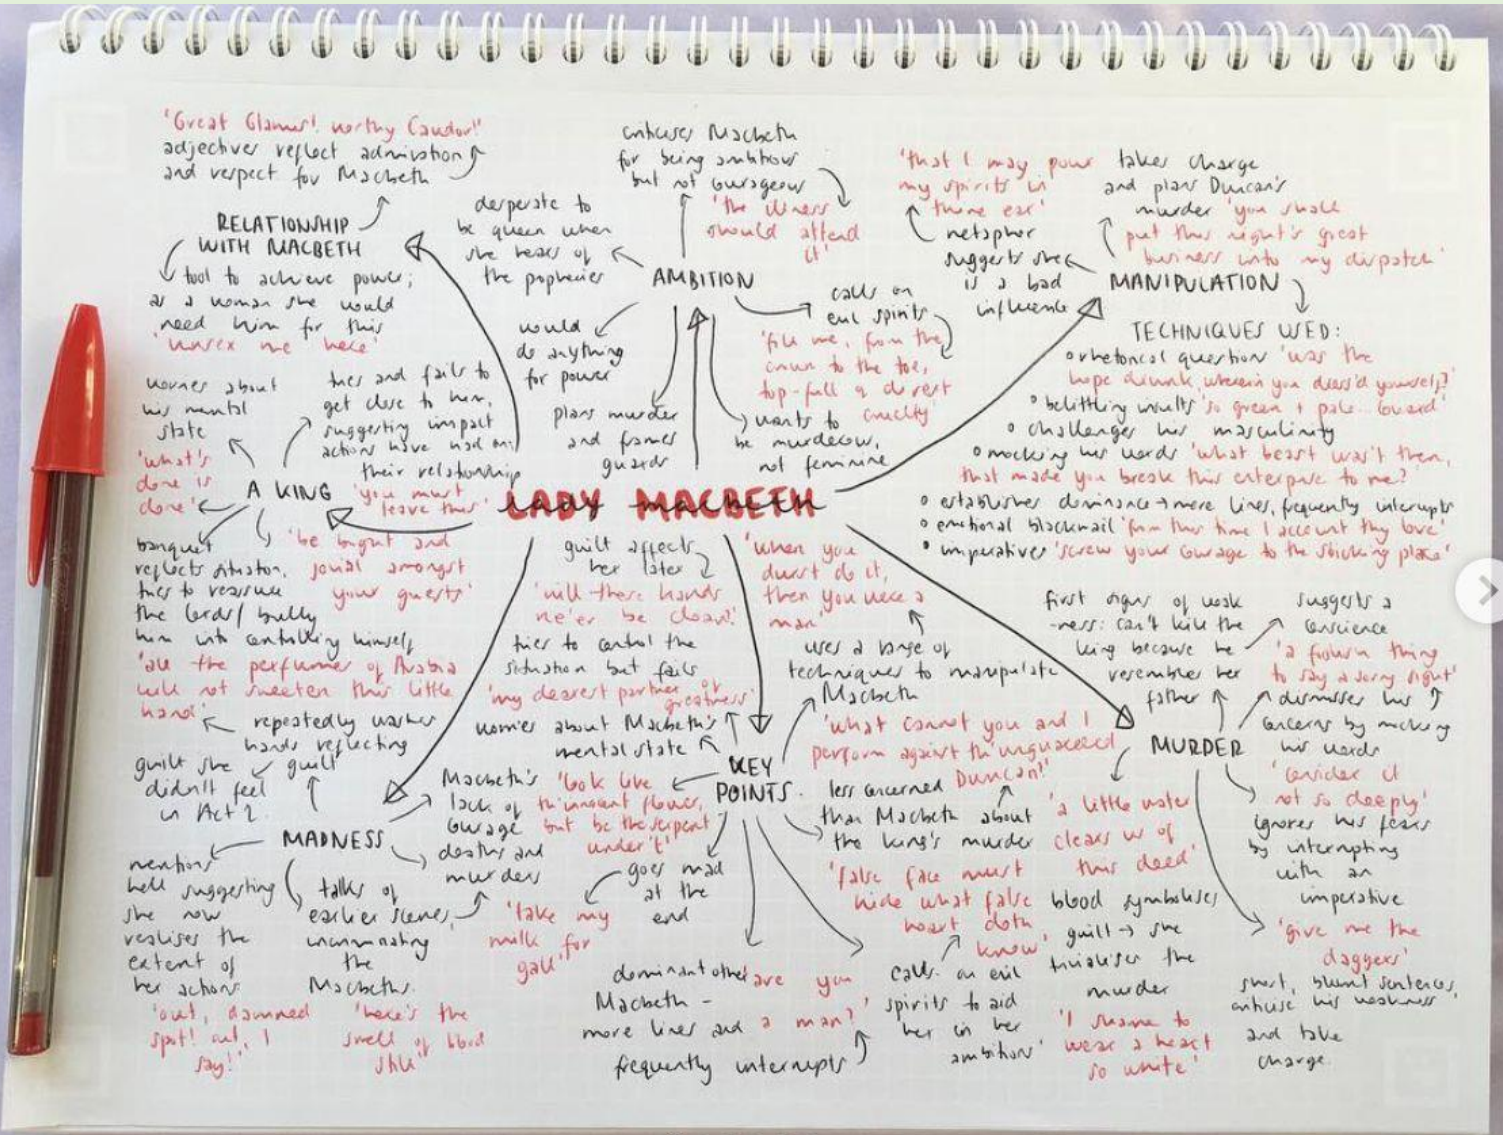 'Great Glamis! worthy Cawdor!'
adjectives reflect admiration
and respect for Macbeth
RELATIONSHIP
WITH MACBETH
tool to achieve power;
as a woman she would
need him for this
'unsex me here'
criticises Macbeth
for being ambitious
but not courageous
'the illness
should attend
it'
desperate to
be queen when
she hears of
the prophecies
AMBITION
would
do anything
for power
plans murder
and frames
guards
calls on
evil spirits
'fill me, from the
crown to the toe,
top-full of direst
cruelty'
wants to
be murderous,
not feminine
'that I may pour
my spirits in
thine ear'
metaphor
suggests she
is a bad
influence
takes charge
and plans Duncan's
murder 'you shall
put this night's great
business into my dispatch'
MANIPULATION
TECHNIQUES USED:
rhetorical question 'was the
hope drunk, wherein you dress'd yourself?'
belittling insults 'so green + pale.. coward'
challenges his masculinity
mocking his words 'what beast was't then,
that made you break this enterprise to me?
establishes dominance → more lines, frequently interrupts
emotional blackmail 'from this time I account thy love'
imperatives 'screw your courage to the sticking place'
worries about
his mental
state
'what's
done is
done'
tries and fails to
get close to him,
suggesting impact
actions have had on
their relationship
'you must
leave this'
A KING
LADY MACBETH
banquet
reflects situation,
tries to reassure
the lords/bully
him into controlling himself
'be bright and
jovial amongst
your guests'
'all the perfumes of Arabia
will not sweeten this little
hand'
repeatedly washes
hands reflecting
guilt
guilt she
didn't feel
in Act 2.
MADNESS
mentions
hell suggesting
she now
realises the
extent of
her actions
'out, damned
spot! out, I
say!'
talks of
earlier scenes,
incriminating
the
Macbeths.
'here's the
smell of blood
still'
Macbeth's
lack of
courage
deaths and
murders
guilt affects
her later
'will these hands
ne'er be clean?'
tries to control the
situation but fails
'my dearest partner of
greatness'
worries about Macbeth's
mental state
KEY
POINTS.
'look like
th'innocent flower,
but be the serpent
under't'
goes mad
at the
end
'take my
milk for
gall'
dominant over
Macbeth -
more lines and
frequently interrupts
'are you
a man?'
'when you
durst do it,
then you were a
man'
uses a range of
techniques to manipulate
Macbeth
'what cannot you and I
perform against th'unguarded
Duncan?'
less concerned
than Macbeth about
the king's murder
'false face must
hide what false
heart doth
know'
calls on evil
spirits to aid
her in her
ambition
first signs of weak
-ness: can't kill the
king because he
resembles her
father
suggests a
conscience
MURDER
'a foolish thing
to say a sorry sight'
dismisses his
concerns by mocking
his words
'consider it
not so deeply'
ignores his fears
by interrupting
with an
imperative
'a little water
clears us of
this deed'
blood symbolises
guilt → she
trivialises the
murder
'I shame to
wear a heart
so white'
'give me the
daggers'
short, blunt sentences,
criticise his weakness
and take
charge.